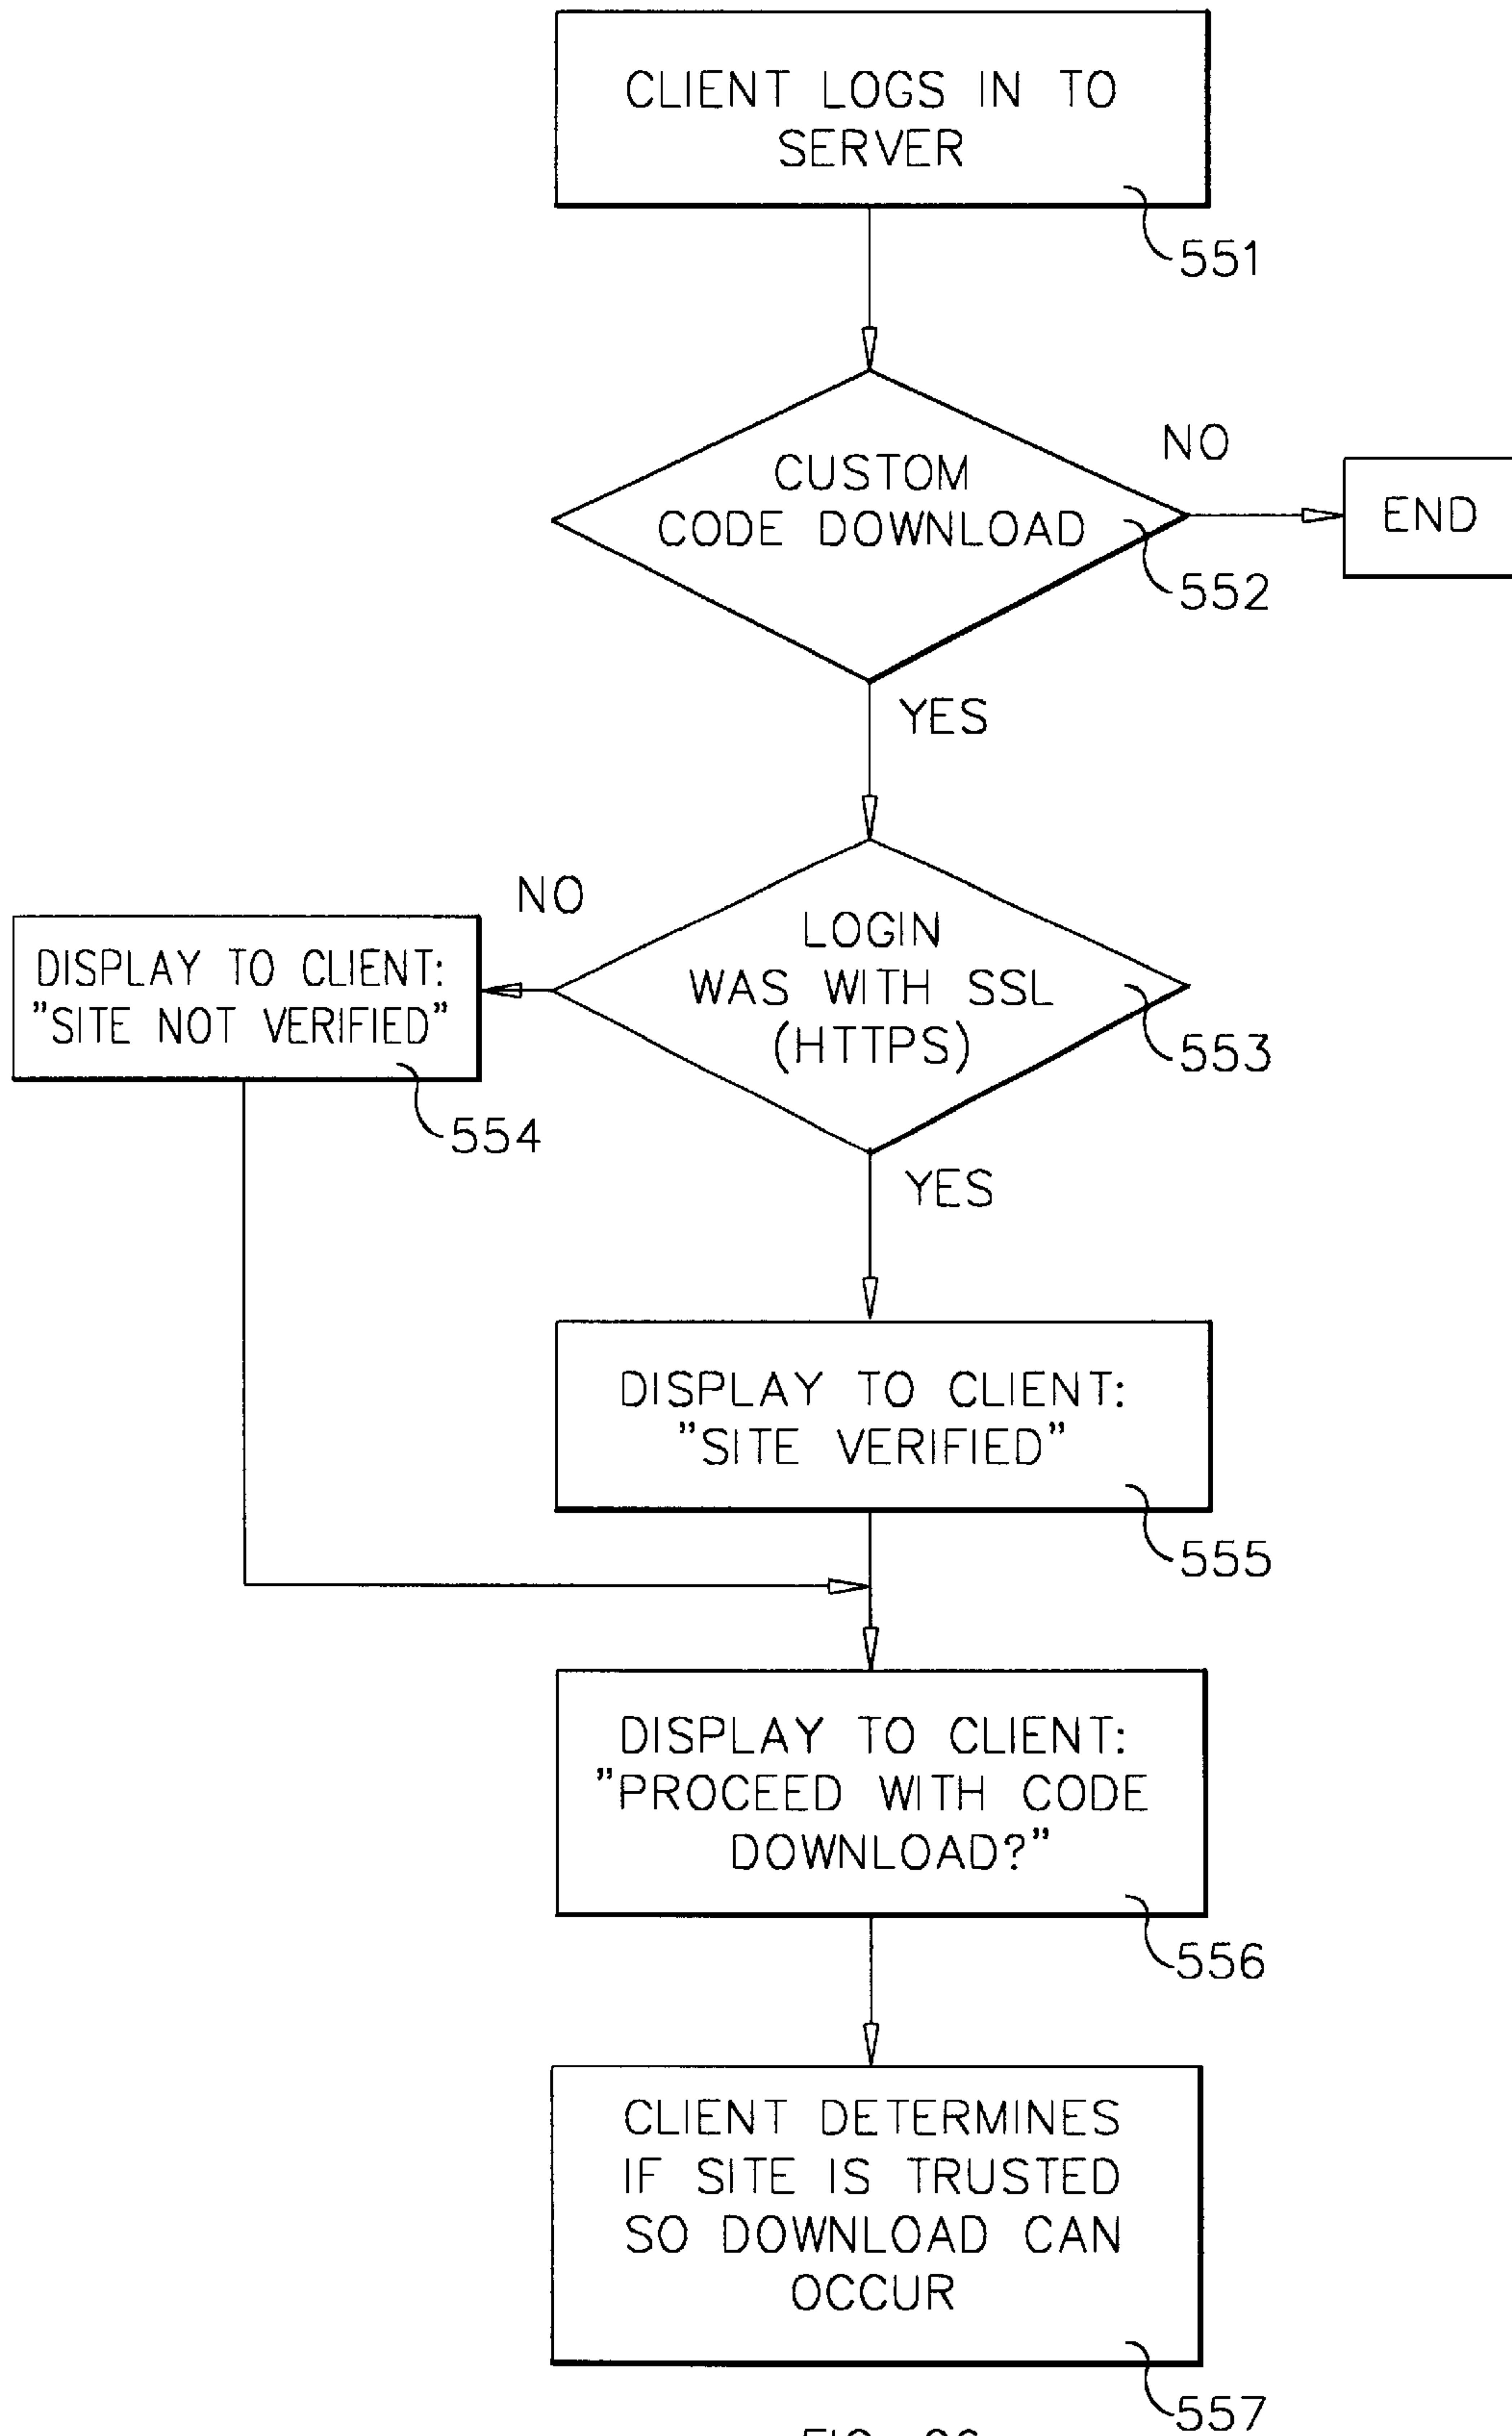 CLIENT LOGS IN TO
SERVER
551
CUSTOM
CODE DOWNLOAD
552
NO
END
YES
LOGIN
WAS WITH SSL
(HTTPS)
553
NO
DISPLAY TO CLIENT:
"SITE NOT VERIFIED"
554
YES
DISPLAY TO CLIENT:
"SITE VERIFIED"
555
DISPLAY TO CLIENT:
"PROCEED WITH CODE
DOWNLOAD?"
556
CLIENT DETERMINES
IF SITE IS TRUSTED
SO DOWNLOAD CAN
OCCUR
557